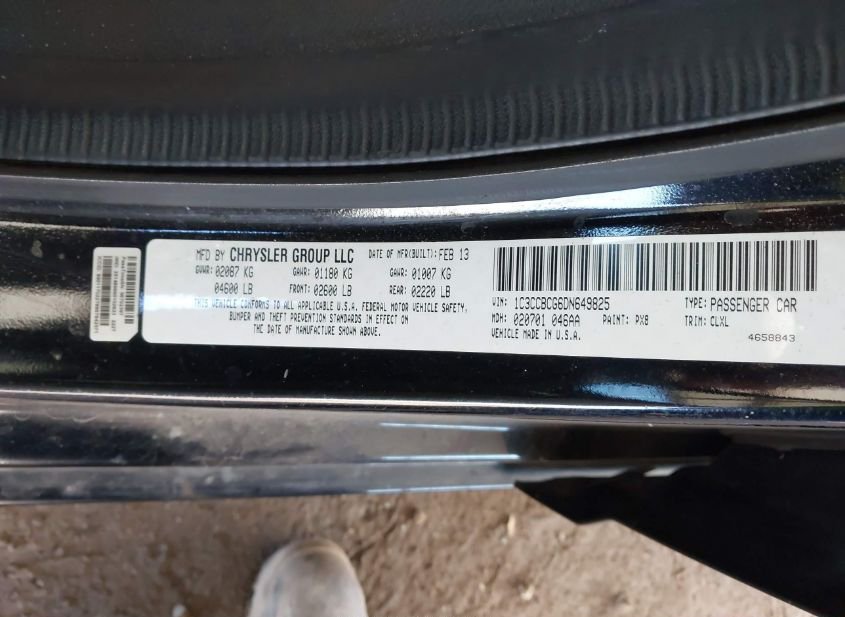 MFD BY CHRYSLER GROUP LLC
DATE OF MFR(BUILT): FEB 13
GVWR: 02087 KG
GAWR: 01180 KG
GAWR: 01007 KG
04600 LB
FRONT: 02600 LB
REAR: 02220 LB
THIS VEHICLE CONFORMS TO ALL APPLICABLE U.S.A. FEDERAL MOTOR VEHICLE SAFETY,
BUMPER AND THEFT PREVENTION STANDARDS IN EFFECT ON
THE DATE OF MANUFACTURE SHOWN ABOVE.
VIN: 1C3CCBCG6DN649825
TYPE: PASSENGER CAR
MDH: 020701 046AA
PAINT: PX8
TRIM: CLXL
VEHICLE MADE IN U.S.A.
4658843